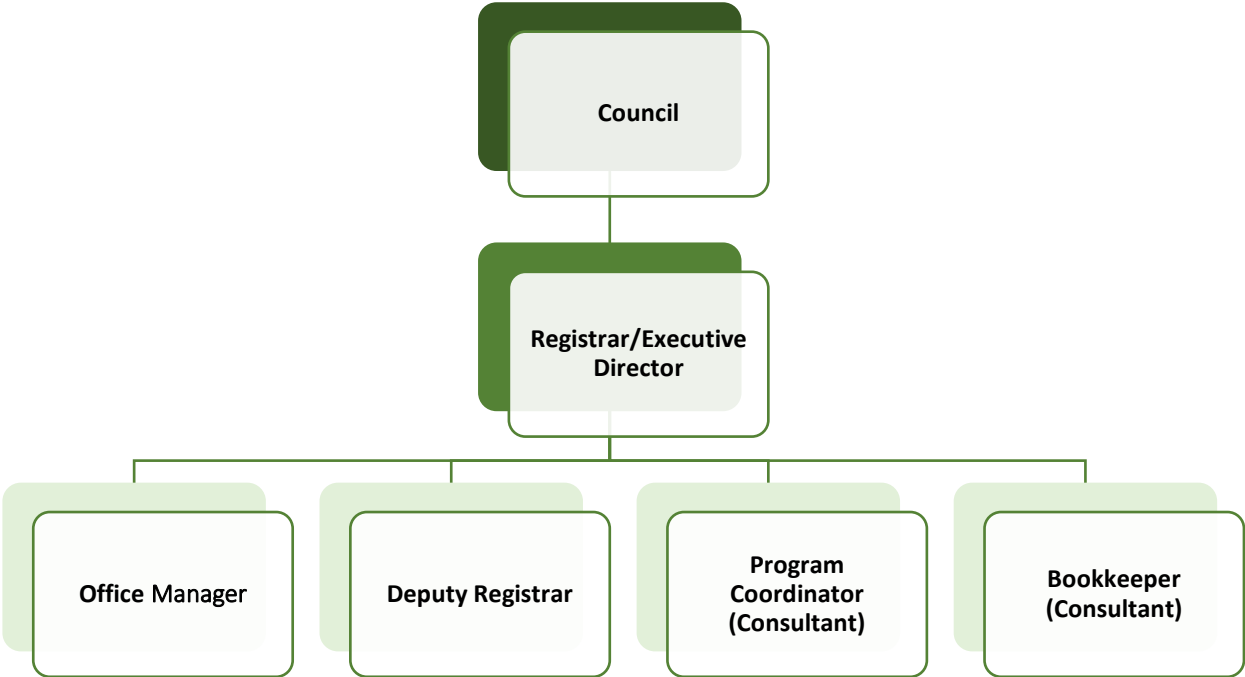 Council
Registrar/Executive
Director
Office Manager
Deputy Registrar
Program
Coordinator
(Consultant)
Bookkeeper
(Consultant)